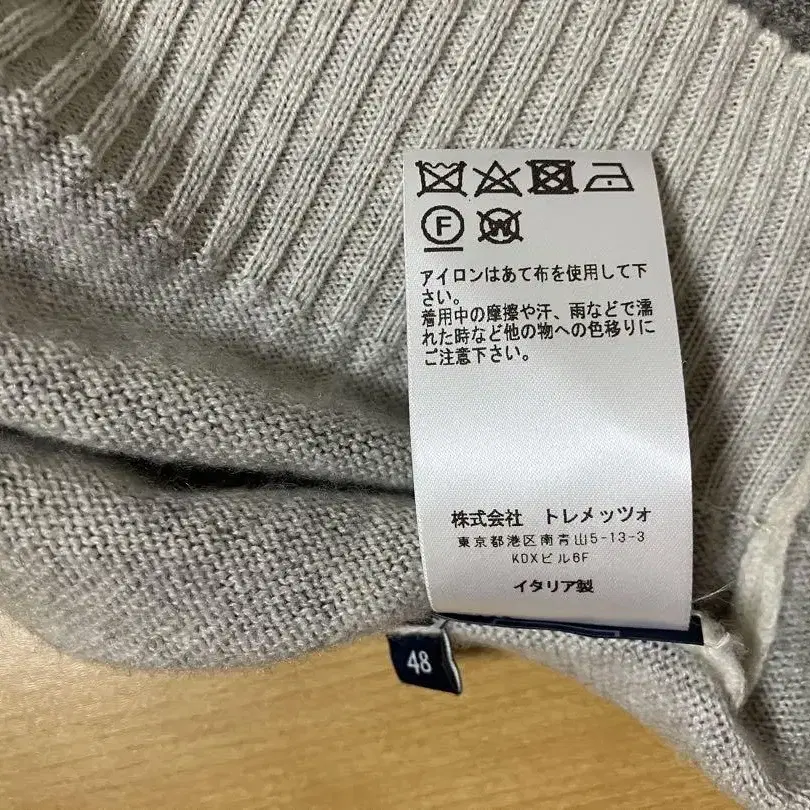 F W
アイロンはあて布を使用して下
さい。
着用中の摩擦や汗、雨などで濡
れた時など他の物への色移りに
ご注意下さい。
株式会社 トレメッツォ
東京都港区南青山5-13-3
KDXビル6F
イタリア製
48